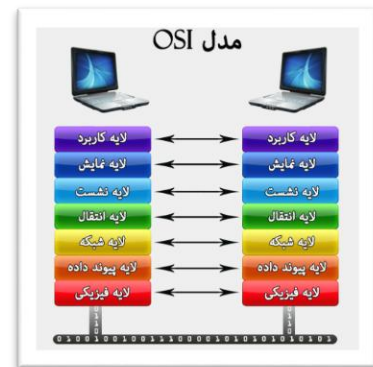 مدل OSI
لایه کاربرد
لایه کاربرد
لایه نمایش
لایه نمایش
لایه نشست
لایه نشست
لایه انتقال
لایه انتقال
لایه شبکه
لایه شبکه
لایه پیوند داده
لایه پیوند داده
لایه فیزیکی
لایه فیزیکی